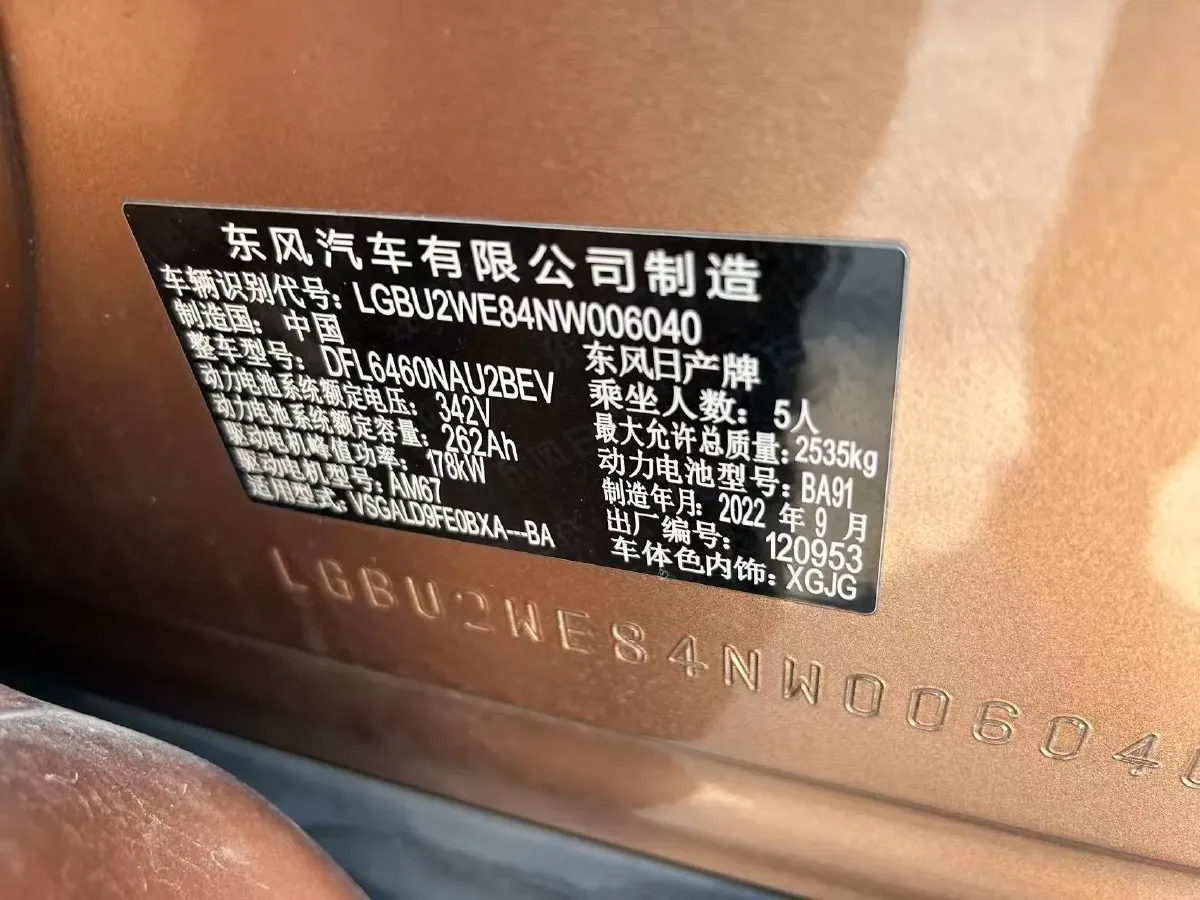 东风汽车有限公司制造
车辆识别代号: LGBU2WE84NW006040
制造国: 中国 东风日产牌
整车型号: DFL6460NAU2BEV 乘坐人数: 5人
动力电池系统额定电压: 342V 最大允许总质量: 2535kg
动力电池系统额定容量: 262Ah 动力电池型号: BA91
驱动电机峰值功率: 178kW 制造年月: 2022 年 9 月
驱动电机型号: AM67 出厂编号: 120953
适用型式: VSGALD9FE0BXA---BA 车体色内饰: XGJG
LGBU2WE84NW006040